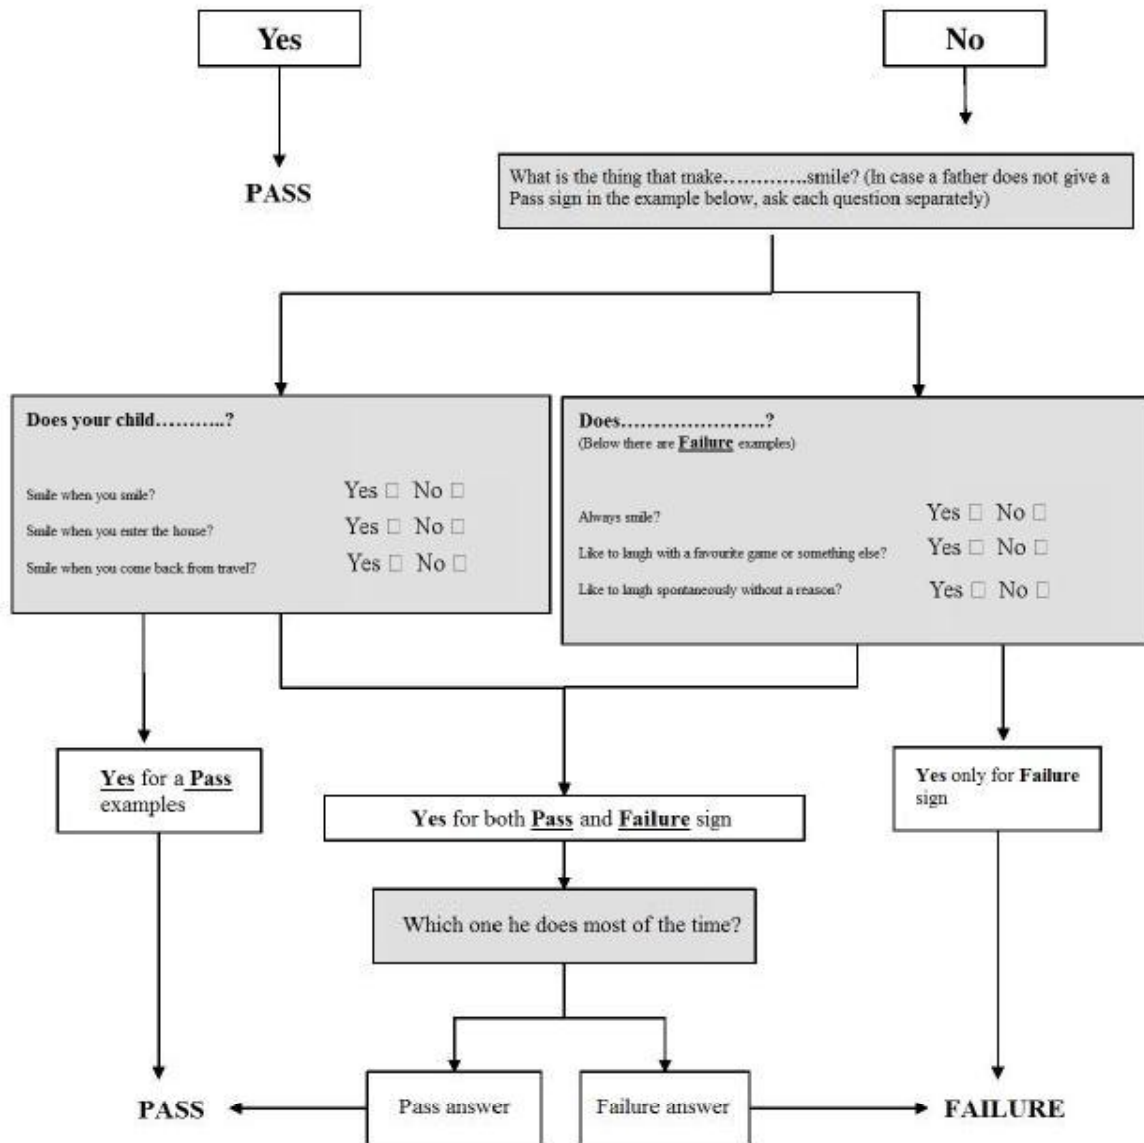 Yes
No
PASS
What is the thing that make………….smile? (In case a father does not give a
Pass sign in the example below, ask each question separately)
Does your child………..?
Smile when you smile? Yes □ No □
Smile when you enter the house? Yes □ No □
Smile when you come back from travel? Yes □ No □
Does………………….?
(Below there are Failure examples)
Always smile? Yes □ No □
Like to laugh with a favourite game or something else? Yes □ No □
Like to laugh spontaneously without a reason? Yes □ No □
Yes for a Pass
examples
Yes for both Pass and Failure sign
Yes only for Failure
sign
Which one he does most of the time?
PASS
Pass answer
Failure answer
FAILURE